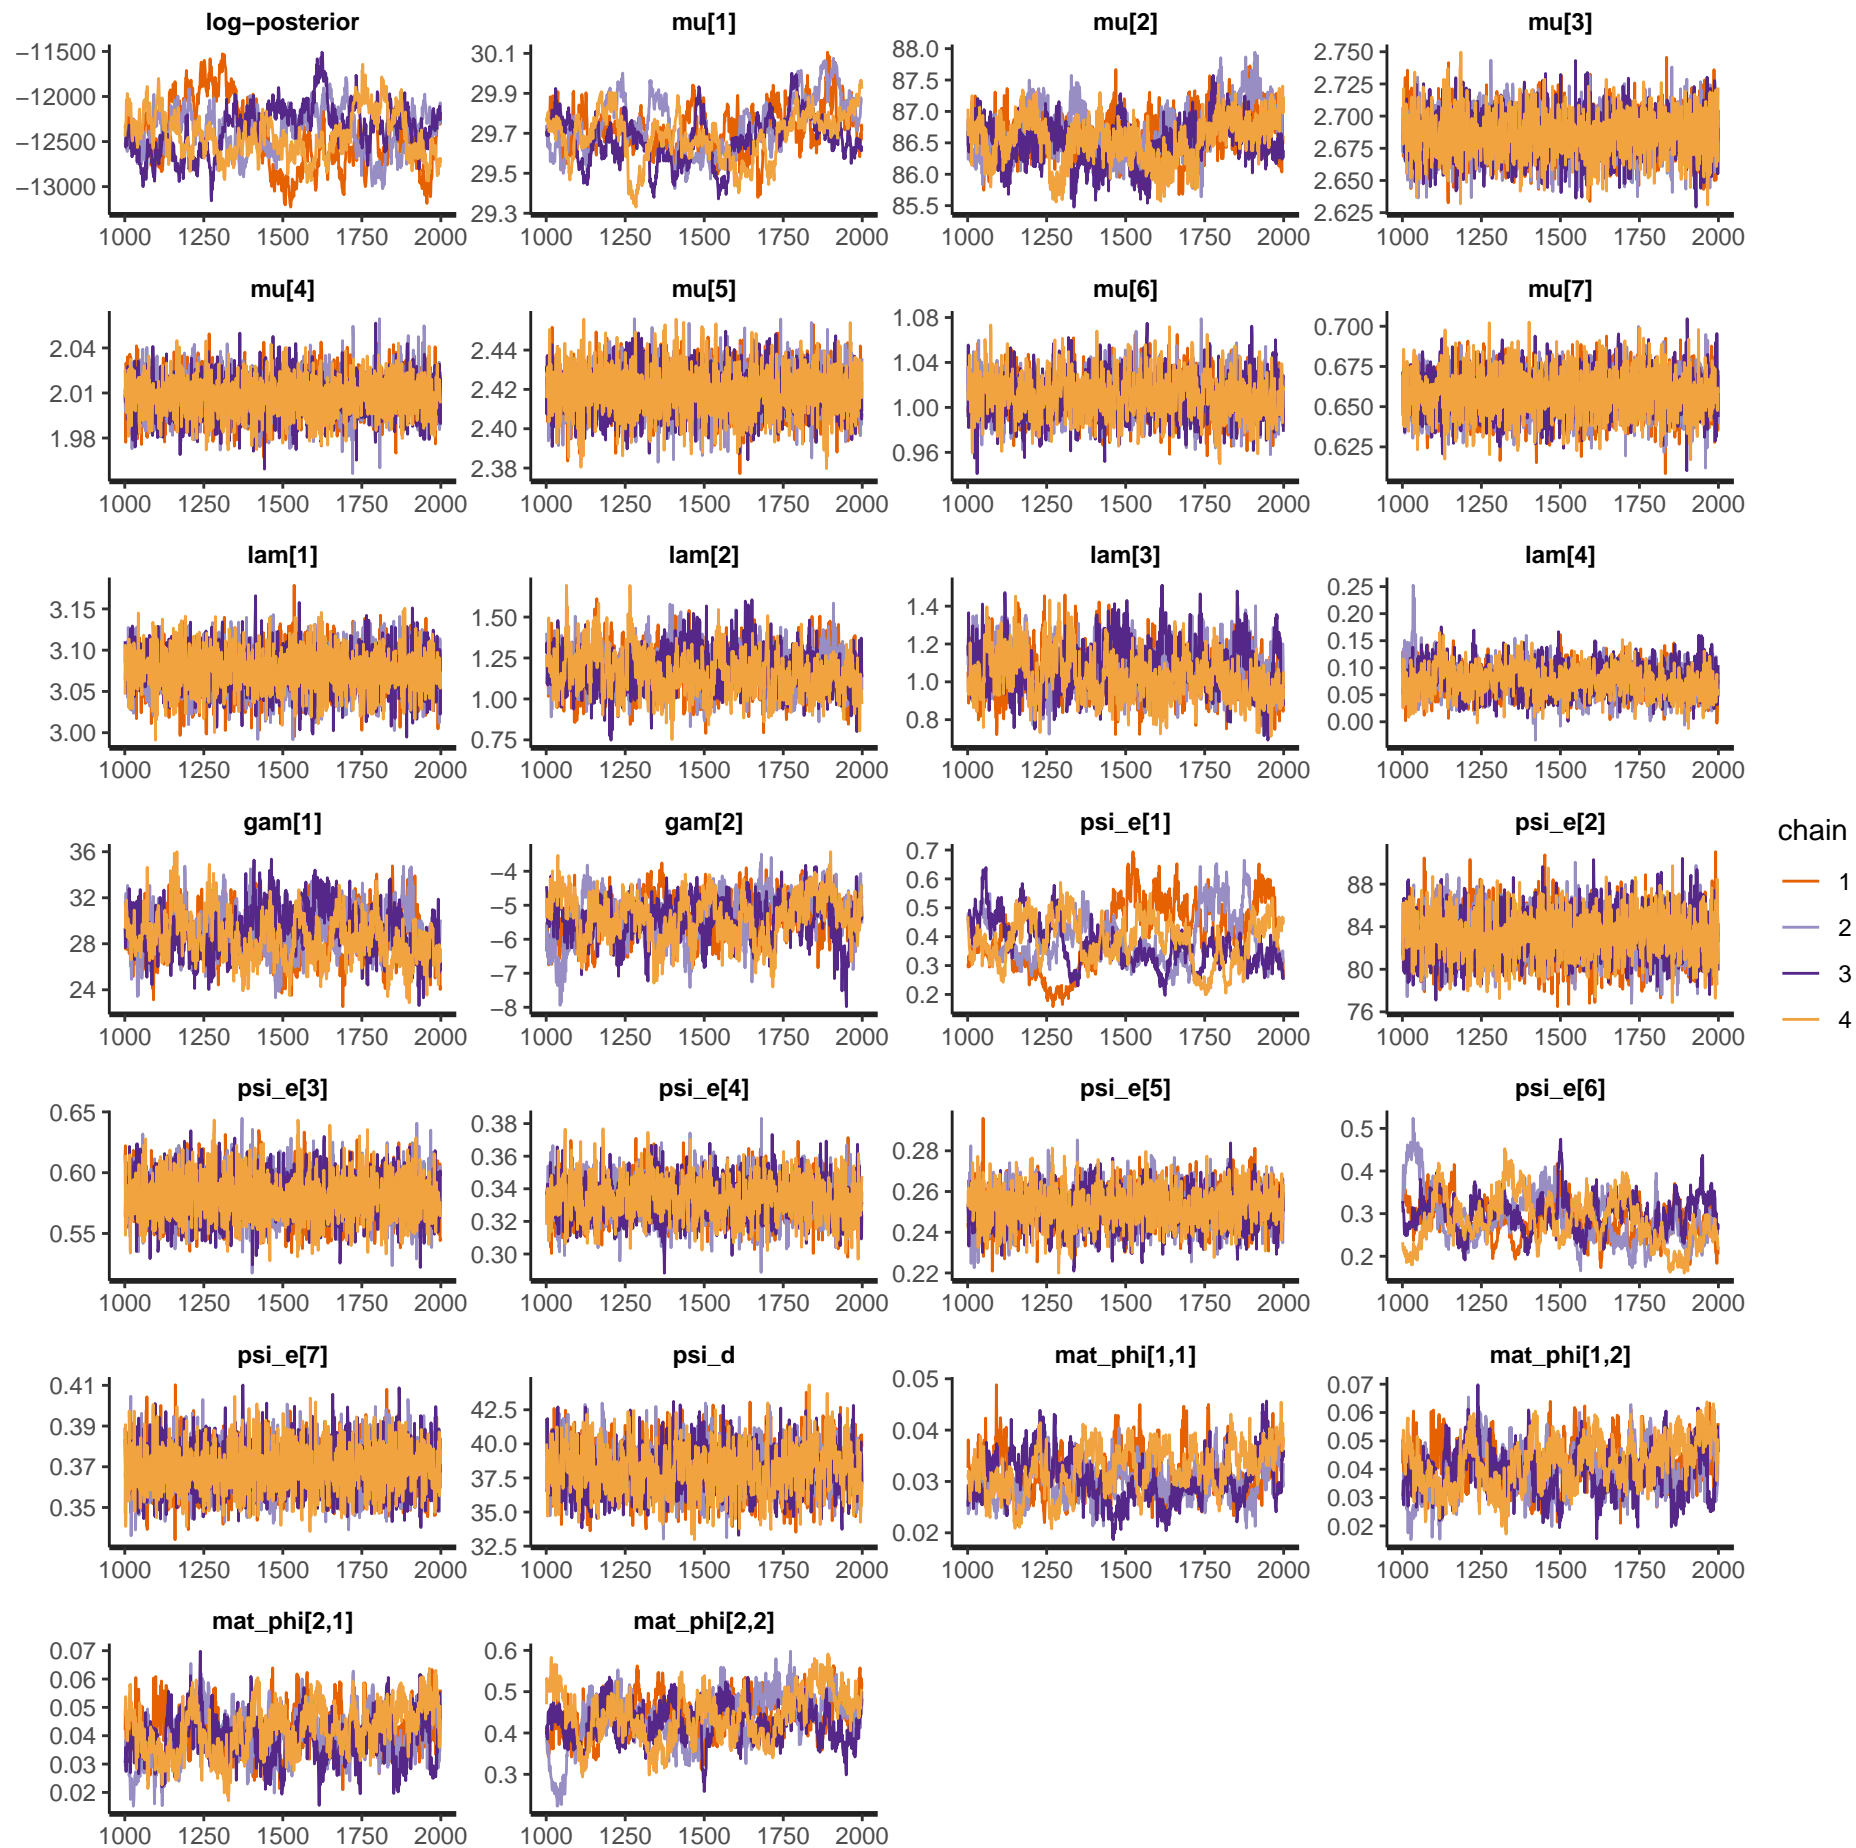 log−posterior mu[1] mu[2] mu[3]
−11500 30.1 88.0 2.750
−12000 29.9 87.5 2.725
−12500 29.7 87.0 2.700
−13000 29.5 86.5 2.675
29.3 86.0 2.650
85.5 2.625
1000 1250 1500 1750 2000 1000 1250 1500 1750 2000 1000 1250 1500 1750 2000 1000 1250 1500 1750 2000
mu[4] mu[5] mu[6] mu[7]
2.04 2.44 1.08 0.700
2.01 2.42 1.04 0.675
1.98 2.40 1.00 0.650
2.38 0.96 0.625
1000 1250 1500 1750 2000 1000 1250 1500 1750 2000 1000 1250 1500 1750 2000 1000 1250 1500 1750 2000
lam[1] lam[2] lam[3] lam[4]
3.15 1.50 1.4 0.25
3.10 1.25 1.2 0.20
3.05 1.00 1.0 0.15
3.00 0.75 0.8 0.10
0.05
0.00
1000 1250 1500 1750 2000 1000 1250 1500 1750 2000 1000 1250 1500 1750 2000 1000 1250 1500 1750 2000
gam[1] gam[2] psi_e[1] psi_e[2]
36 −4 0.7 88
32 −5 0.6 84
28 −6 0.5 80
24 −7 0.4 76
−8 0.3
0.2
1000 1250 1500 1750 2000 1000 1250 1500 1750 2000 1000 1250 1500 1750 2000 1000 1250 1500 1750 2000
chain
1
2
3
4
psi_e[3] psi_e[4] psi_e[5] psi_e[6]
0.65 0.38 0.28 0.5
0.60 0.36 0.26 0.4
0.55 0.34 0.24 0.3
0.32 0.22 0.2
0.30
1000 1250 1500 1750 2000 1000 1250 1500 1750 2000 1000 1250 1500 1750 2000 1000 1250 1500 1750 2000
psi_e[7] psi_d mat_phi[1,1] mat_phi[1,2]
0.41 42.5 0.05 0.07
0.39 40.0 0.04 0.06
0.37 37.5 0.03 0.05
0.35 35.0 0.02 0.04
32.5 0.03
0.02
1000 1250 1500 1750 2000 1000 1250 1500 1750 2000 1000 1250 1500 1750 2000 1000 1250 1500 1750 2000
mat_phi[2,1] mat_phi[2,2]
0.07 0.6
0.06 0.5
0.05 0.4
0.04 0.3
0.03
0.02
1000 1250 1500 1750 2000 1000 1250 1500 1750 2000